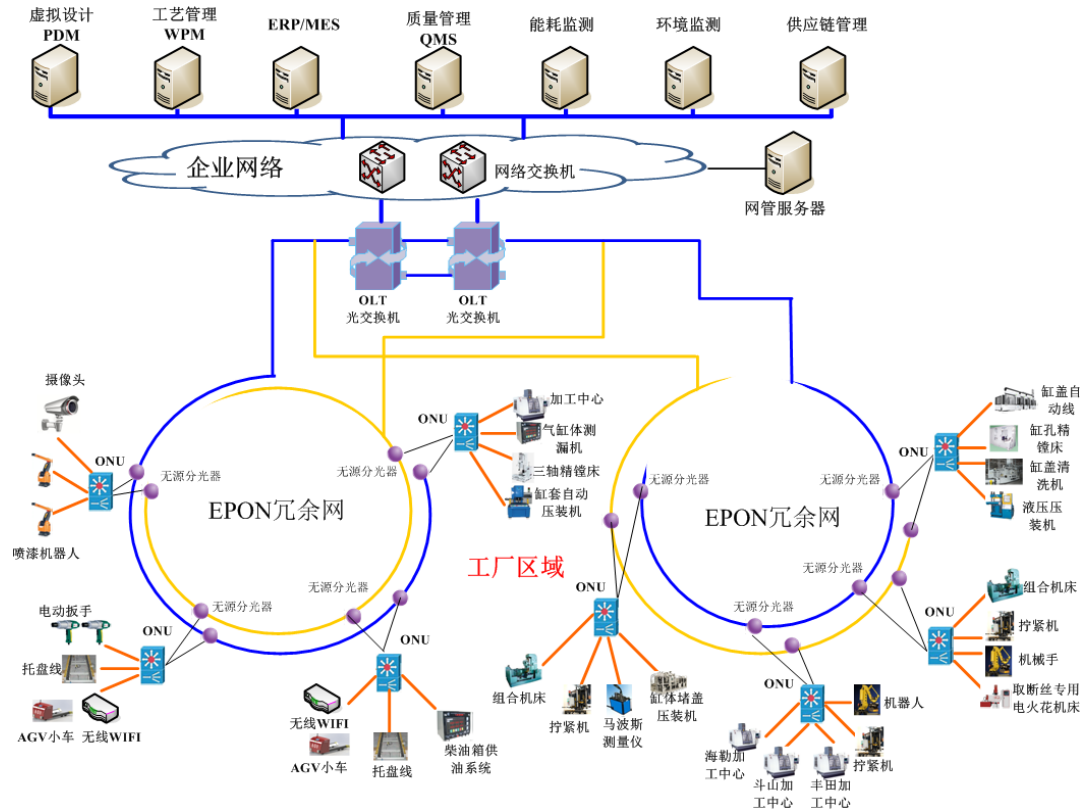 虚拟设计
PDM
工艺管理
WPM
ERP/MES
质量管理
QMS
能耗监测
环境监测
供应链管理
企业网络
网络交换机
网管服务器
OLT
光交换机
OLT
光交换机
摄像头
ONU
无源分光器
喷漆机器人
EPON冗余网
无源分光器
ONU
加工中心
气缸体测
漏机
三轴精镗床
缸套自动
压装机
工厂区域
无源分光器
无源分光器
电动扳手
ONU
托盘线
AGV小车
无线WIFI
ONU
无线WIFI
AGV小车
托盘线
柴油箱供
油系统
EPON冗余网
无源分光器
无源分光器
ONU
缸盖自
动线
缸孔精
镗床
缸盖清
洗机
液压压
装机
无源分光器
无源分光器
ONU
组合机床
拧紧机
马波斯
测量仪
缸体堵盖
压装机
ONU
组合机床
拧紧机
机械手
取断丝专用
电火花机床
ONU
机器人
拧紧机
海勒加
工中心
斗山加
工中心
丰田加
工中心